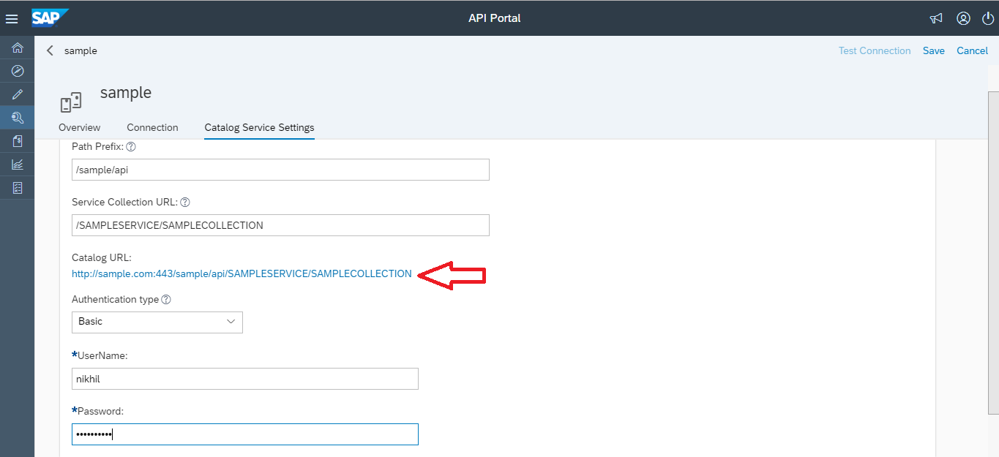 SAP
API Portal
sample
Test Connection Save Cancel
sample
Overview Connection Catalog Service Settings
Path Prefix: ?
/sample/api
Service Collection URL: ?
/SAMPLESERVICE/SAMPLECOLLECTION
Catalog URL:
http://sample.com:443/sample/api/SAMPLESERVICE/SAMPLECOLLECTION
Authentication type ?
Basic
*UserName:
nikhil
*Password:
••••••••••